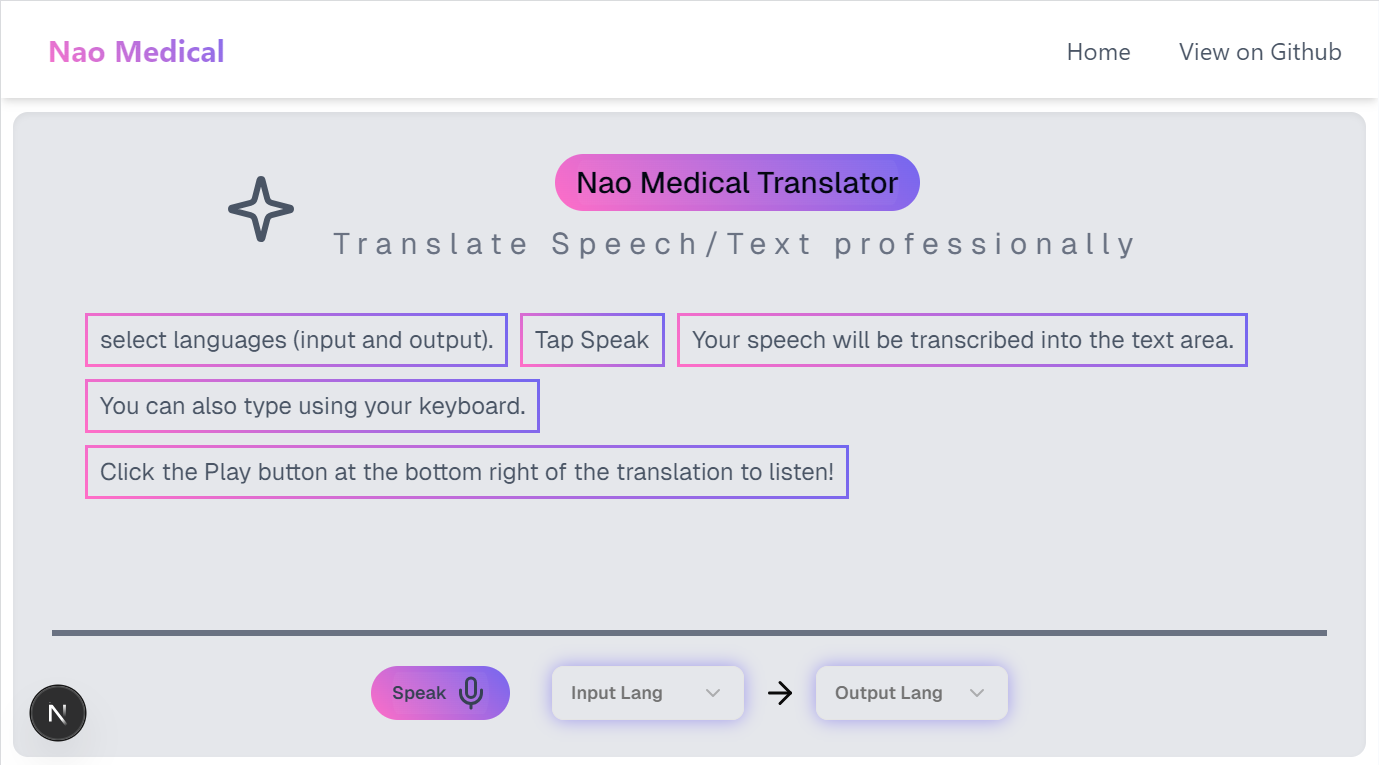 Nao Medical
Home
View on Github
Nao Medical Translator
Translate Speech/Text professionally
select languages (input and output).
Tap Speak
Your speech will be transcribed into the text area.
You can also type using your keyboard.
Click the Play button at the bottom right of the translation to listen!
N
Speak
Input Lang
Output Lang